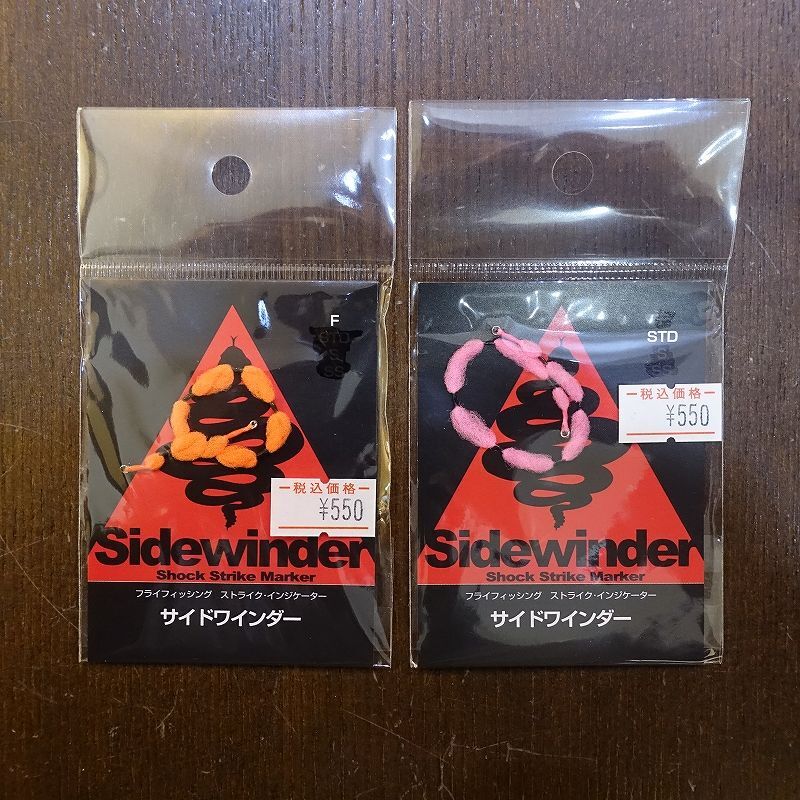 F
STD
S
SS
税込価格
¥550
Sidewinder
Shock Strike Marker
フライフィッシング ストライク・インジケーター
サイドワインダー
STD
S
SS
税込価格
¥550
Sidewinder
Shock Strike Marker
フライフィッシング ストライク・インジケーター
サイドワインダー